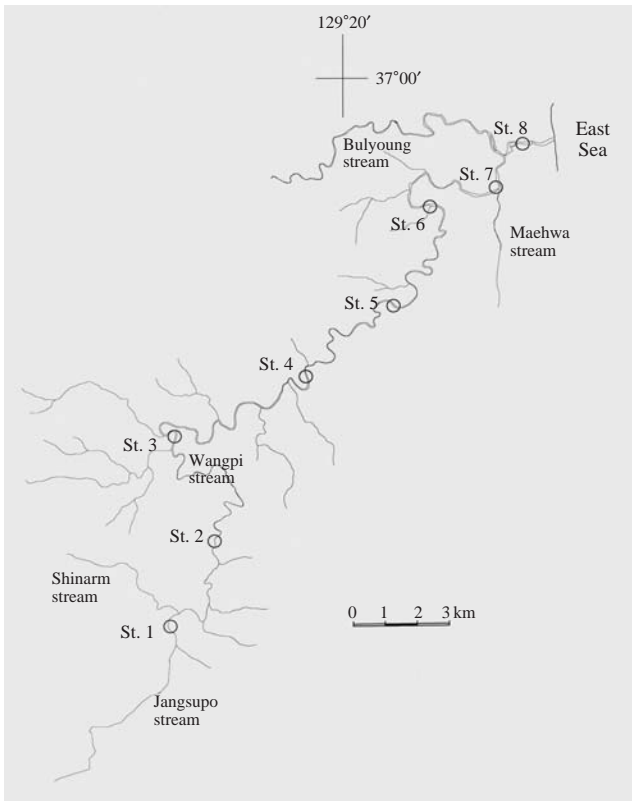 129°20′
37°00′
St. 8
East
Sea
Bulyoung
stream
St. 7
St. 6
Maehwa
stream
St. 5
St. 4
St. 3
Wangpi
stream
St. 2
Shinarm
stream
St. 1
0 1 2 3 km
Jangsupo
stream